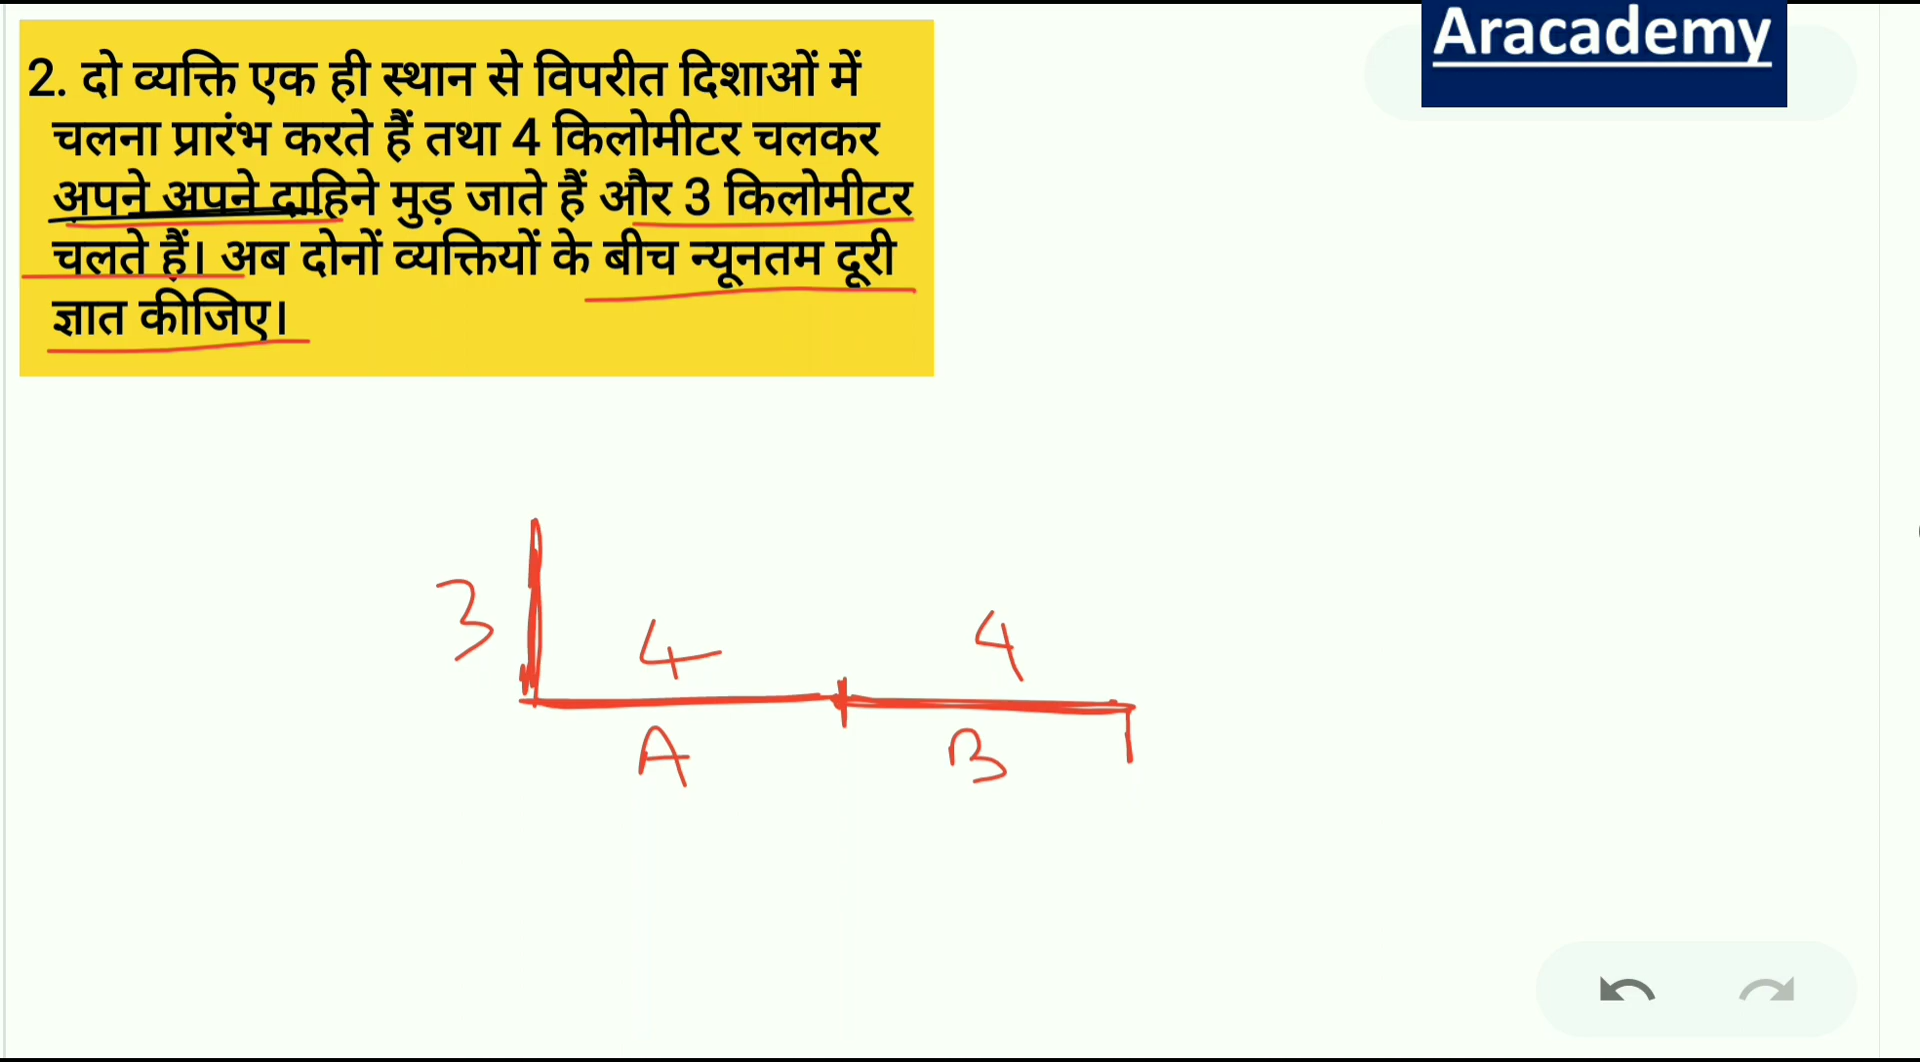 Aracademy
2. दो व्यक्ति एक ही स्थान से विपरीत दिशाओं में
चलना प्रारंभ करते हैं तथा 4 किलोमीटर चलकर
अपने अपने दाहिने मुड़ जाते हैं और 3 किलोमीटर
चलते हैं। अब दोनों व्यक्तियों के बीच न्यूनतम दूरी
ज्ञात कीजिए।
3 4 4
A B